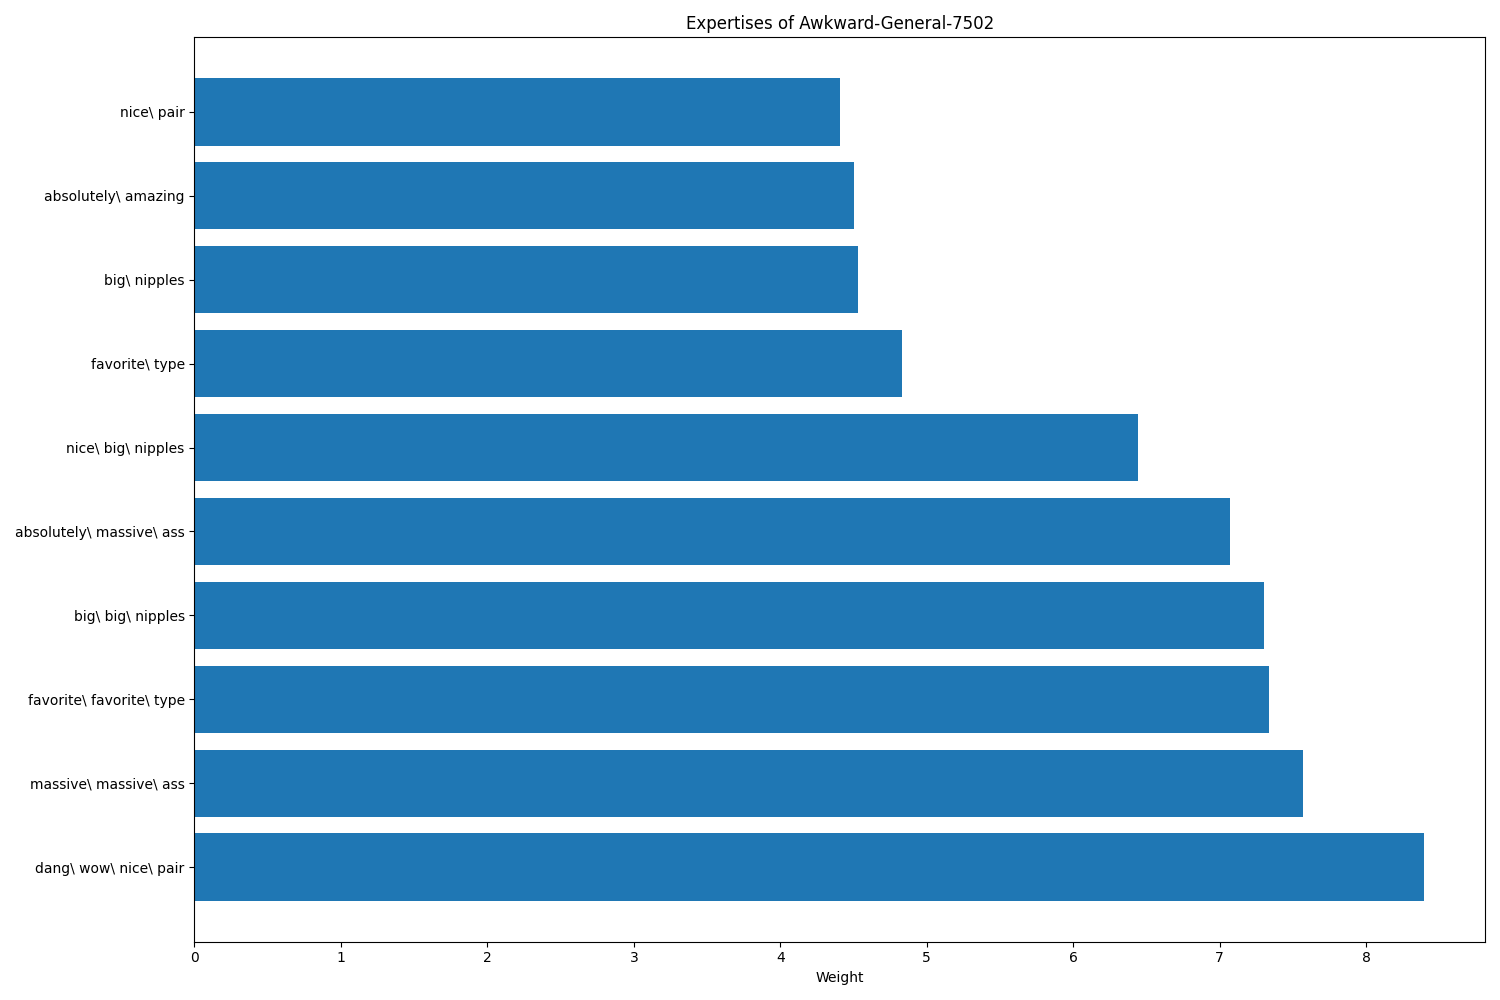 Expertises of Awkward-General-7502
nice\ pair
absolutely\ amazing
big\ nipples
favorite\ type
nice\ big\ nipples
absolutely\ massive\ ass
big\ big\ nipples
favorite\ favorite\ type
massive\ massive\ ass
dang\ wow\ nice\ pair
0 1 2 3 4 5 6 7 8
Weight